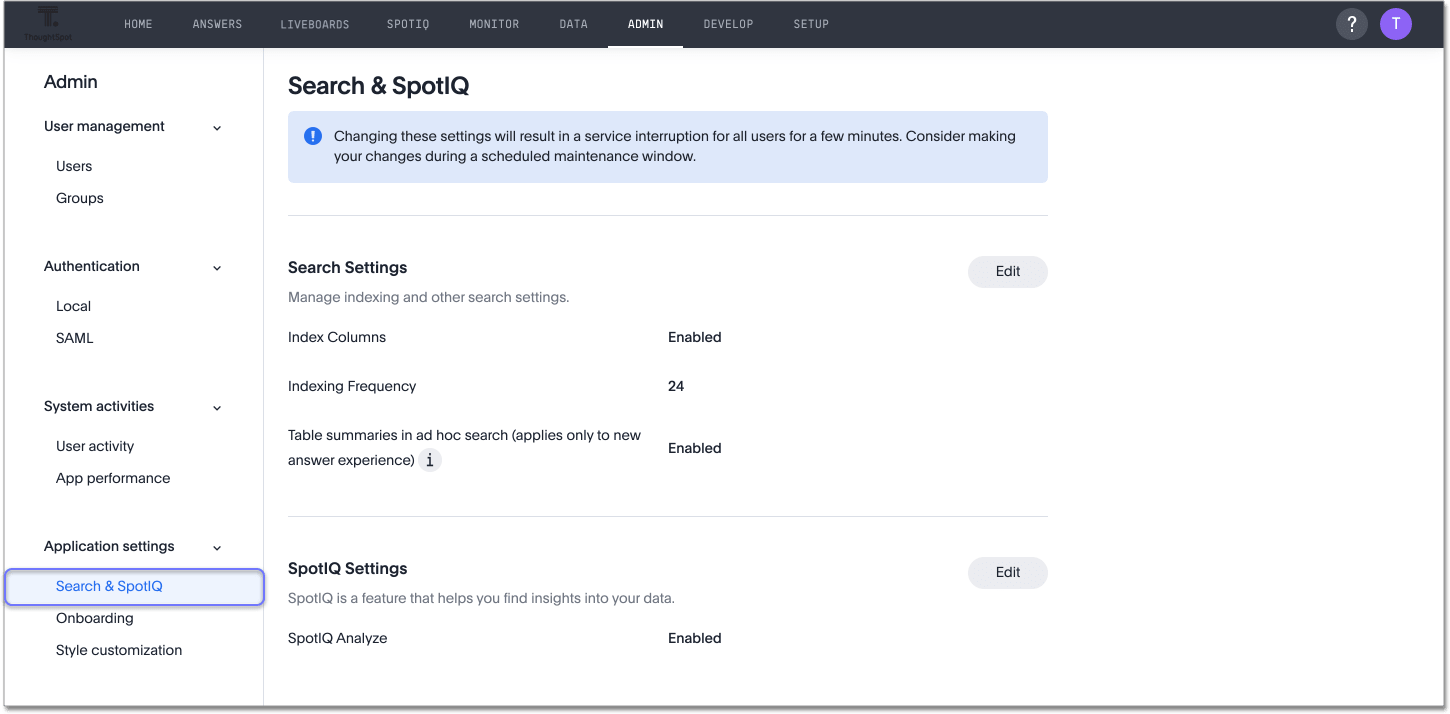 ThoughtSpot
HOME ANSWERS LIVEBOARDS SPOTIQ MONITOR DATA ADMIN DEVELOP SETUP ? T
Admin
User management
Users
Groups
Authentication
Local
SAML
System activities
User activity
App performance
Application settings
Search & SpotIQ
Onboarding
Style customization
Search & SpotIQ
! Changing these settings will result in a service interruption for all users for a few minutes. Consider making
your changes during a scheduled maintenance window.
Search Settings Edit
Manage indexing and other search settings.
Index Columns Enabled
Indexing Frequency 24
Table summaries in ad hoc search (applies only to new
answer experience) i Enabled
SpotIQ Settings Edit
SpotIQ is a feature that helps you find insights into your data.
SpotIQ Analyze Enabled